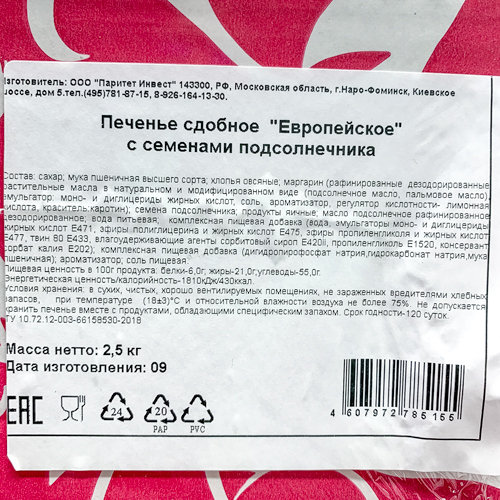 Изготовитель: ООО "Паритет Инвест" 143300, РФ, Московская область, г.Наро-Фоминск, Киевское
шоссе, дом 5.тел.(495)781-87-15, 8-926-164-13-30.
Печенье сдобное "Европейское"
с семенами подсолнечника
Состав: сахар; мука пшеничная высшего сорта; хлопья овсяные; маргарин (рафинированные дезодорированные
растительные масла в натуральном и модифицированном виде (подсолнечное масло, пальмовое масло),
эмульгатор: моно- и диглицериды жирных кислот, соль, ароматизатор, регулятор кислотности- лимонная
кислота, краситель каротин); семена подсолнечника, продукты яичные; масло подсолнечное рафинированное
дезодорированное; вода питьевая; комплексная пищевая добавка (вода, эмульгаторы моно- и диглицериды
жирных кислот Е471, эфиры полиглицерина и жирных кислот Е475, эфиры пропиленгликоля и жирных кислот
Е477, твин 80 Е433, влагоудерживающие агенты сорбитовый сироп Е420ii, пропиленгликоль Е1520, консервант
сорбат калия Е202); комплексная пищевая добавка (дигидропирофосфат натрия,гидрокарбонат натрия,мука
пшеничная); ароматизатор; соль пищевая.
Пищевая ценность в 100г продукта: белки-6,0г; жиры-21,0г;углеводы-55,0г.
Энергетическая ценность/калорийность-1810кДж/430ккал.
Условия хранения: в сухих, чистых, хорошо вентилируемых помещениях, не зараженных вредителями хлебных
запасов, при температуре (18±3)°С и относительной влажности воздуха не более 75%. Не допускается
хранить печенье вместе с продуктами, обладающими специфическим запахом. Срок годности-120 суток.
ТУ 10.72.12-003-66158530-2018
Масса нетто: 2,5 кг
Дата изготовления: 09
EAC
24
20
PAP
PVC
4 607972 785155